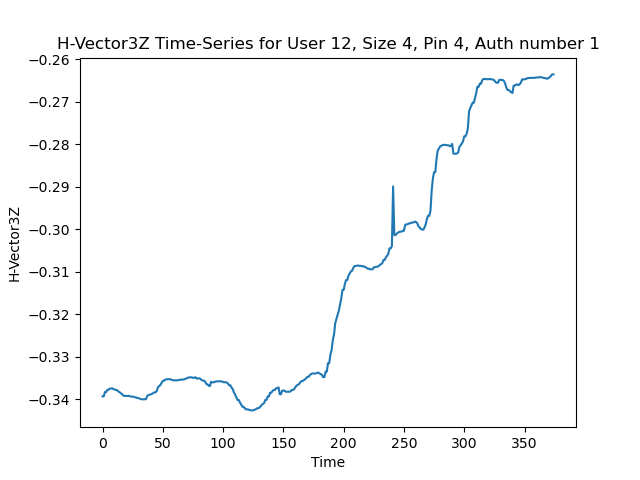 H-Vector3Z Time-Series for User 12, Size 4, Pin 4, Auth number 1
−0.26
−0.27
−0.28
−0.29
−0.30
−0.31
−0.32
−0.33
−0.34
H-Vector3Z
0 50 100 150 200 250 300 350
Time